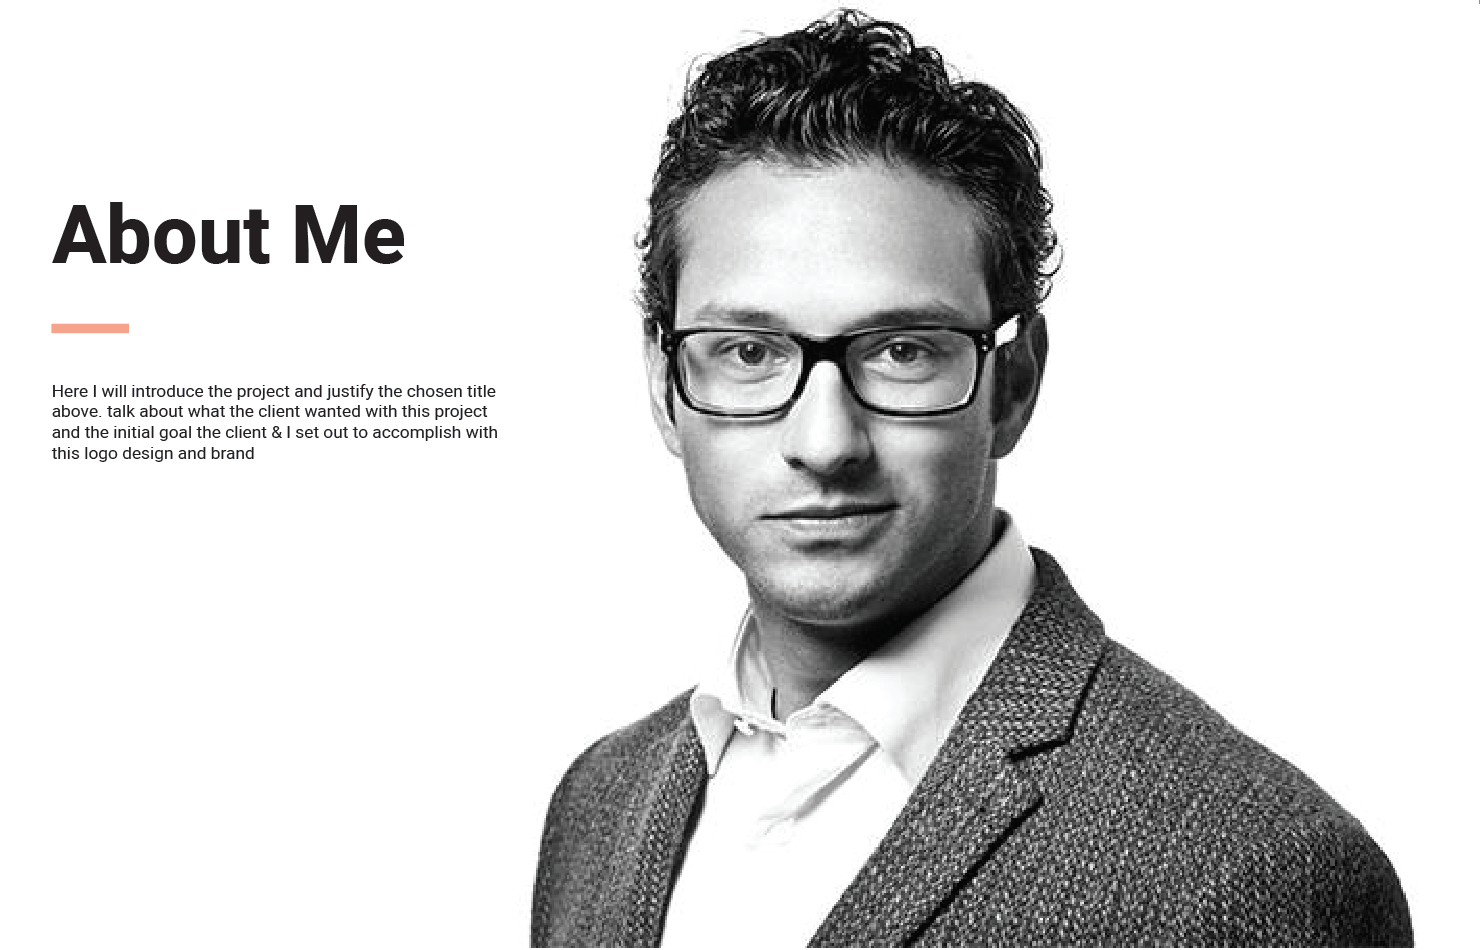 About Me
Here I will introduce the project and justify the chosen title
above. talk about what the client wanted with this project
and the initial goal the client & I set out to accomplish with
this logo design and brand